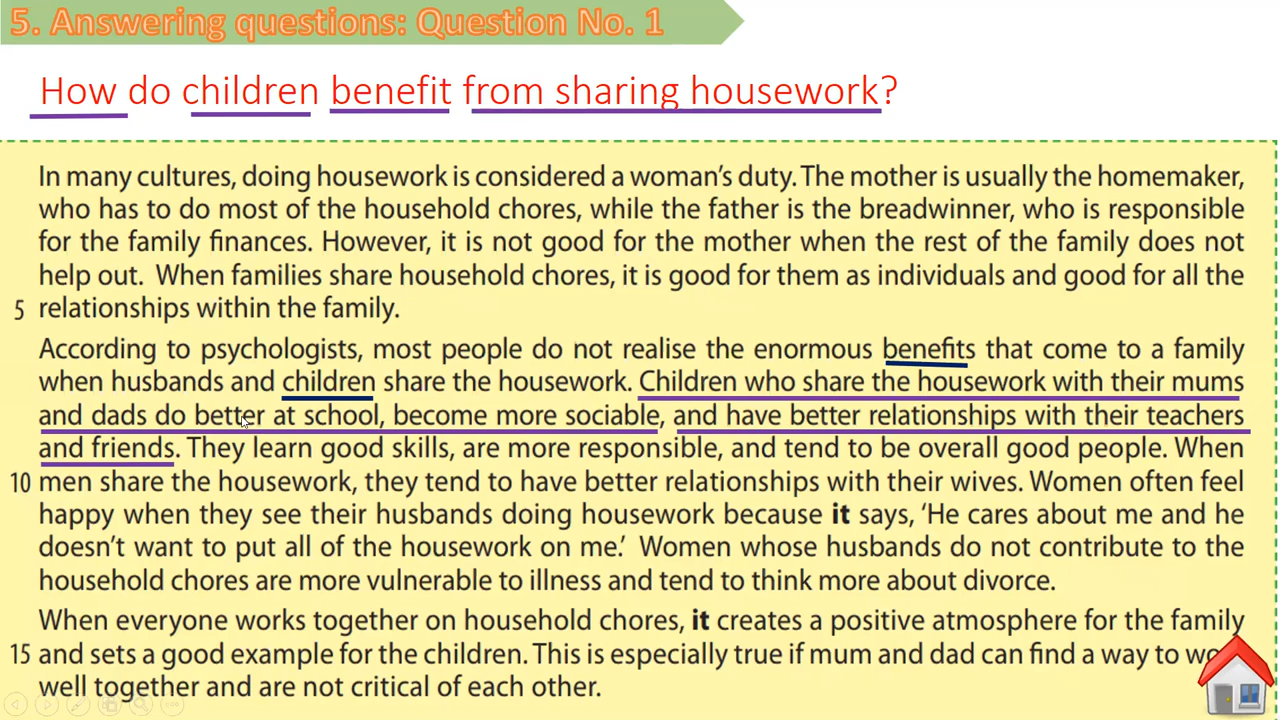 5. Answering questions: Question No. 1
How do children benefit from sharing housework?
In many cultures, doing housework is considered a woman's duty. The mother is usually the homemaker,
who has to do most of the household chores, while the father is the breadwinner, who is responsible
for the family finances. However, it is not good for the mother when the rest of the family does not
help out. When families share household chores, it is good for them as individuals and good for all the
5 relationships within the family.
According to psychologists, most people do not realise the enormous benefits that come to a family
when husbands and children share the housework. Children who share the housework with their mums
and dads do better at school, become more sociable, and have better relationships with their teachers
and friends. They learn good skills, are more responsible, and tend to be overall good people. When
10 men share the housework, they tend to have better relationships with their wives. Women often feel
happy when they see their husbands doing housework because it says, 'He cares about me and he
doesn't want to put all of the housework on me.' Women whose husbands do not contribute to the
household chores are more vulnerable to illness and tend to think more about divorce.
When everyone works together on household chores, it creates a positive atmosphere for the family
15 and sets a good example for the children. This is especially true if mum and dad can find a way to
well together and are not critical of each other.